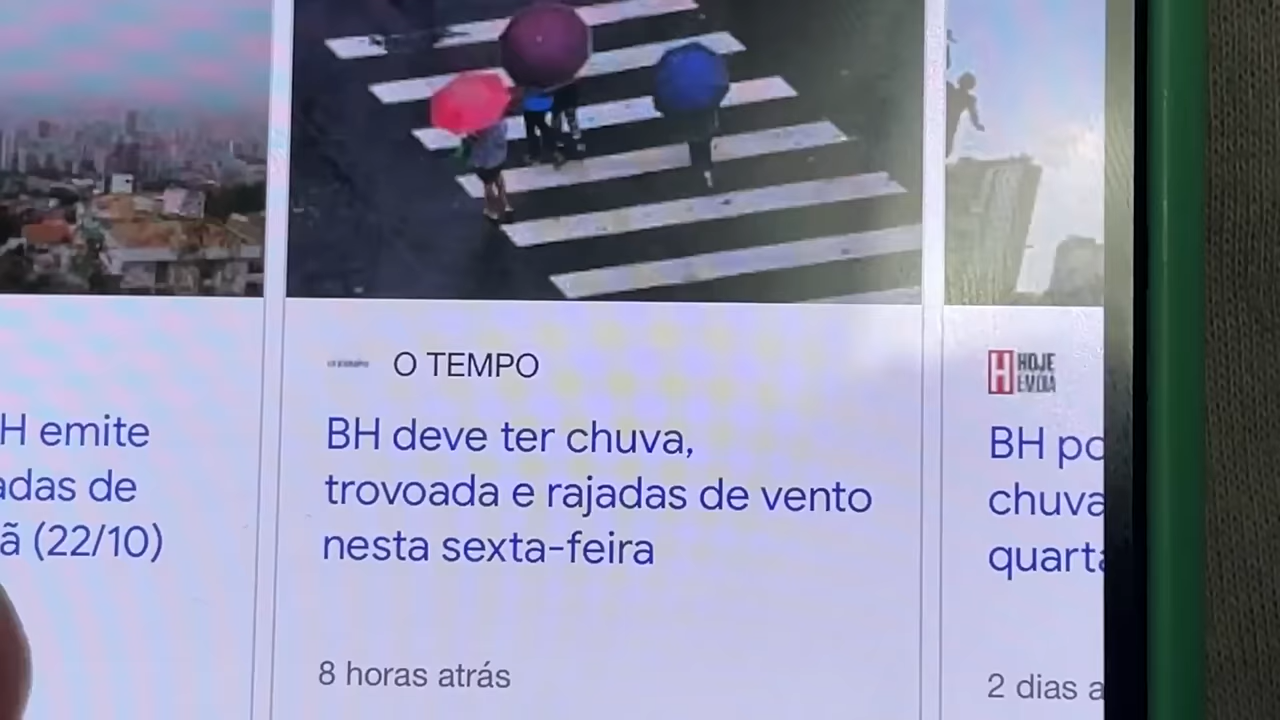 H emite
adas de
ã (22/10)
O TEMPO
BH deve ter chuva,
trovoada e rajadas de vento
nesta sexta-feira
8 horas atrás
H HOJE
EM DIA
BH po
chuva
quarta
2 dias a